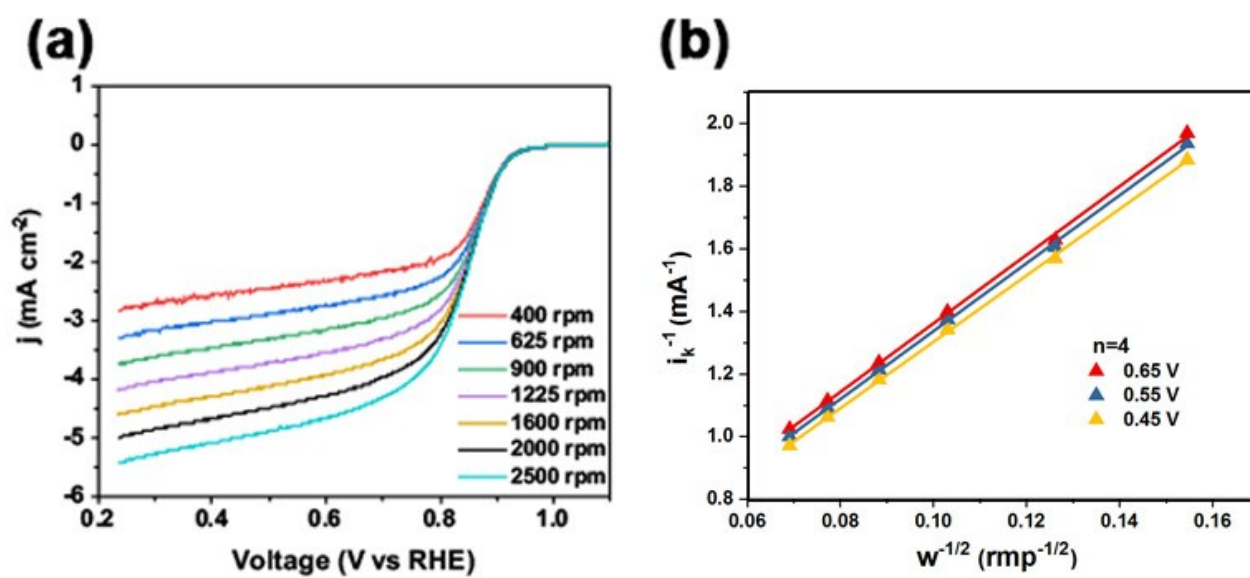 (a)
1
0
-1
-2
-3
-4
-5
-6
j (mA cm-2)
0.2 0.4 0.6 0.8 1.0
Voltage (V vs RHE)
400 rpm
625 rpm
900 rpm
1225 rpm
1600 rpm
2000 rpm
2500 rpm
(b)
2.0
1.8
1.6
1.4
1.2
1.0
0.8
ik-1 (mA-1)
0.06 0.08 0.10 0.12 0.14 0.16
w-1/2 (rmp-1/2)
n=4
0.65 V
0.55 V
0.45 V